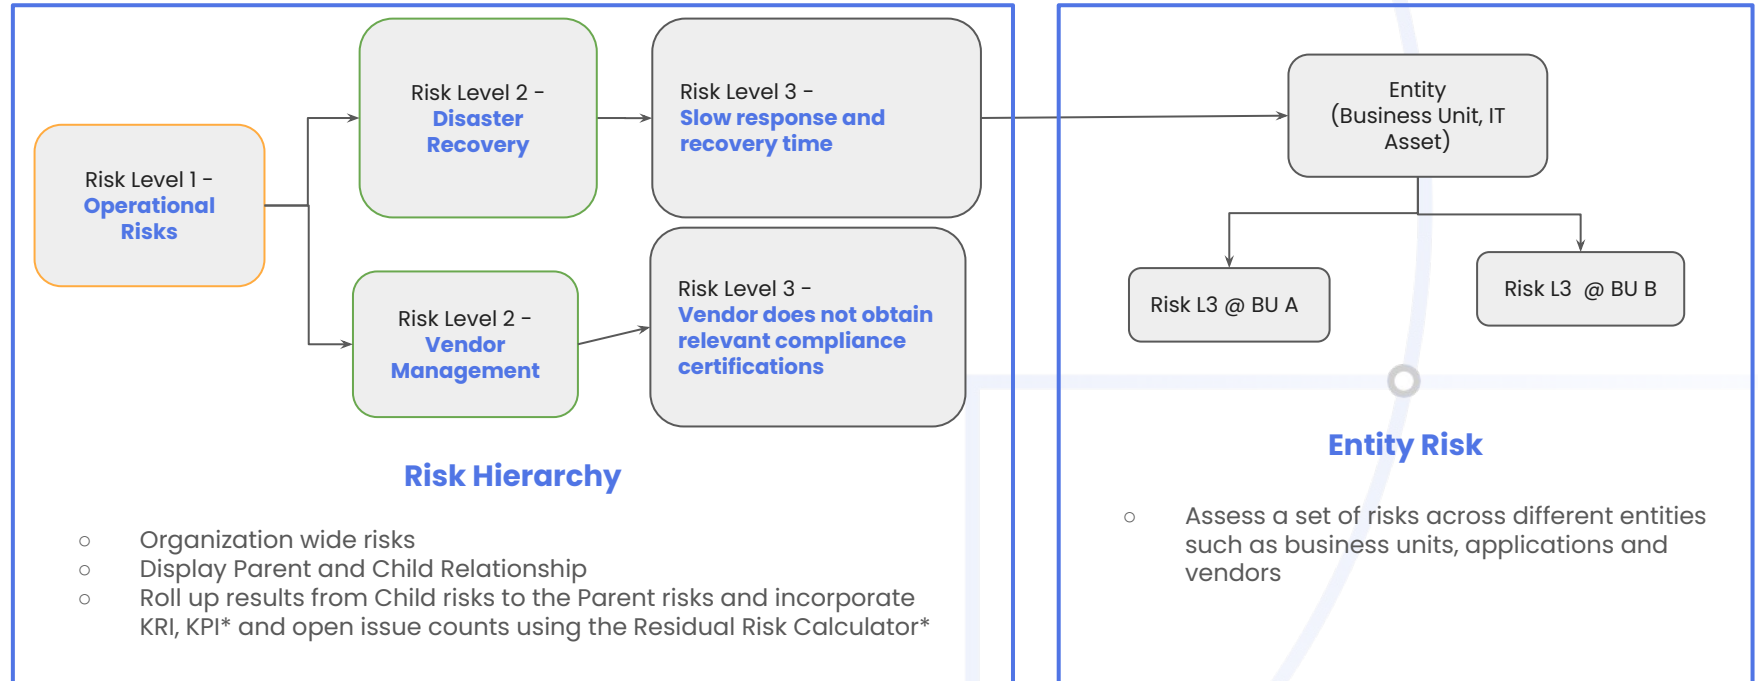 Risk Level 1 -
Operational
Risks
Risk Level 2 -
Disaster
Recovery
Risk Level 3 -
Slow response and
recovery time
Risk Level 2 -
Vendor
Management
Risk Level 3 -
Vendor does not obtain
relevant compliance
certifications
Risk Hierarchy
○ Organization wide risks
○ Display Parent and Child Relationship
○ Roll up results from Child risks to the Parent risks and incorporate
KRI, KPI* and open issue counts using the Residual Risk Calculator*
Entity
(Business Unit, IT
Asset)
Risk L3 @ BU A
Risk L3 @ BU B
Entity Risk
○ Assess a set of risks across different entities
such as business units, applications and
vendors